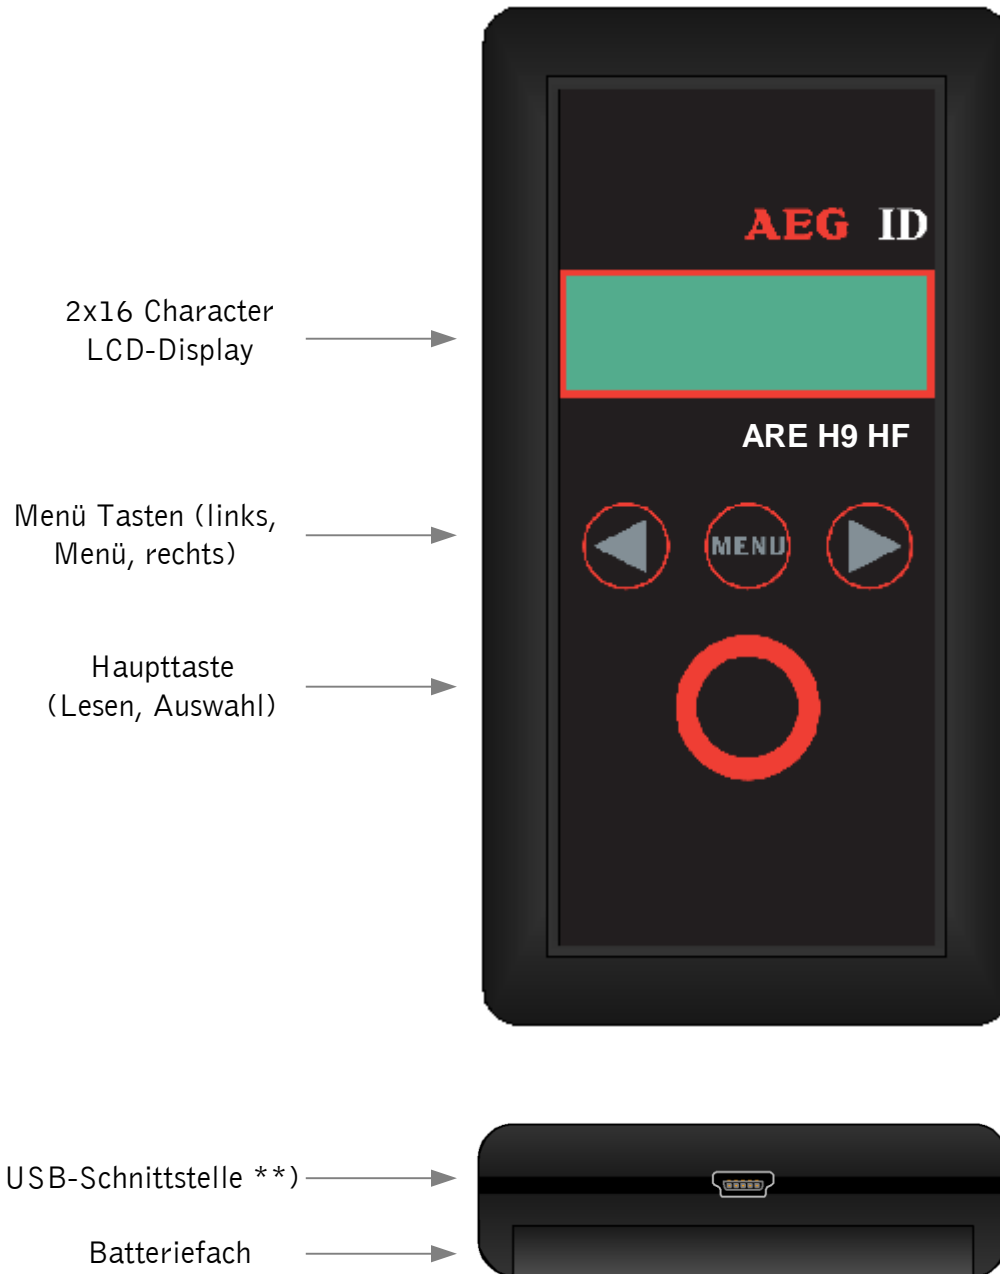 AEG ID
2x16 Character
LCD-Display
ARE H9 HF
Menü Tasten (links,
Menü, rechts)
MENU
Haupttaste
(Lesen, Auswahl)
USB-Schnittstelle **)
Batteriefach